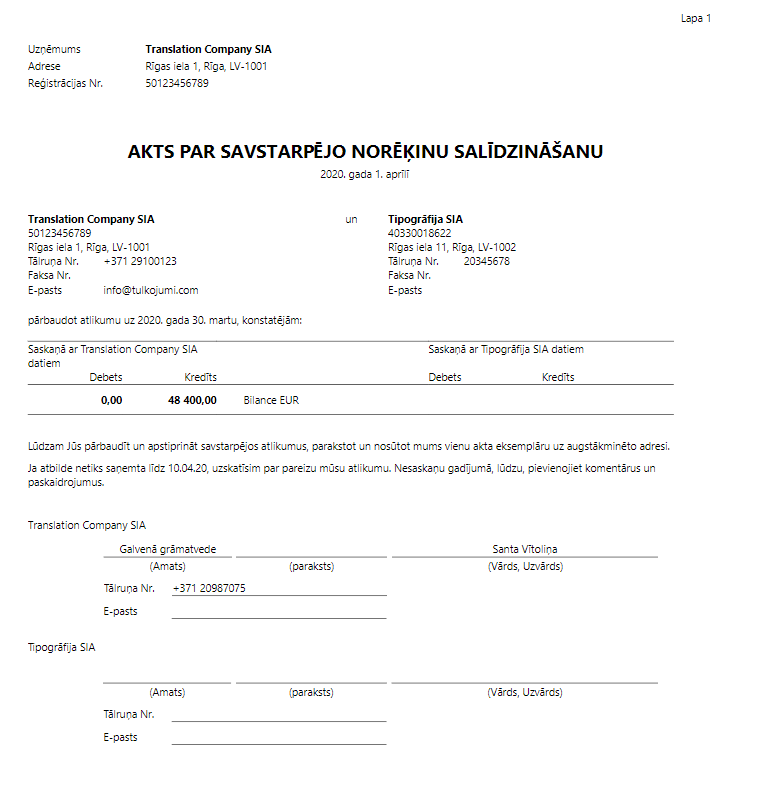 Lapa 1
Uzņēmums Translation Company SIA
Adrese Rīgas iela 1, Rīga, LV-1001
Reģistrācijas Nr. 50123456789
AKTS PAR SAVSTARPĒJO NORĒĶINU SALĪDZINĀŠANU
2020. gada 1. aprīlī
Translation Company SIA un Tipogrāfija SIA
50123456789 40330018622
Rīgas iela 1, Rīga, LV-1001 Rīgas iela 11, Rīga, LV-1002
Tālruņa Nr. +371 29100123 Tālruņa Nr. 20345678
Faksa Nr. Faksa Nr.
E-pasts info@tulkojumi.com E-pasts
pārbaudot atlikumu uz 2020. gada 30. martu, konstatējām:
Saskaņā ar Translation Company SIA Saskaņā ar Tipogrāfija SIA datiem
datiem
Debets Kredīts Debets Kredīts
0,00 48 400,00 Bilance EUR
Lūdzam Jūs pārbaudīt un apstiprināt savstarpējos atlikumus, parakstot un nosūtot mums vienu akta eksemplāru uz augstākminēto adresi.
Ja atbilde netiks saņemta līdz 10.04.20, uzskatīsim par pareizu mūsu atlikumu. Nesaskaņu gadījumā, lūdzu, pievienojiet komentārus un
paskaidrojumus.
Translation Company SIA
Galvenā grāmatvede Santa Vītoliņa
(Amats) (paraksts) (Vārds, Uzvārds)
Tālruņa Nr. +371 20987075
E-pasts
Tipogrāfija SIA
(Amats) (paraksts) (Vārds, Uzvārds)
Tālruņa Nr.
E-pasts